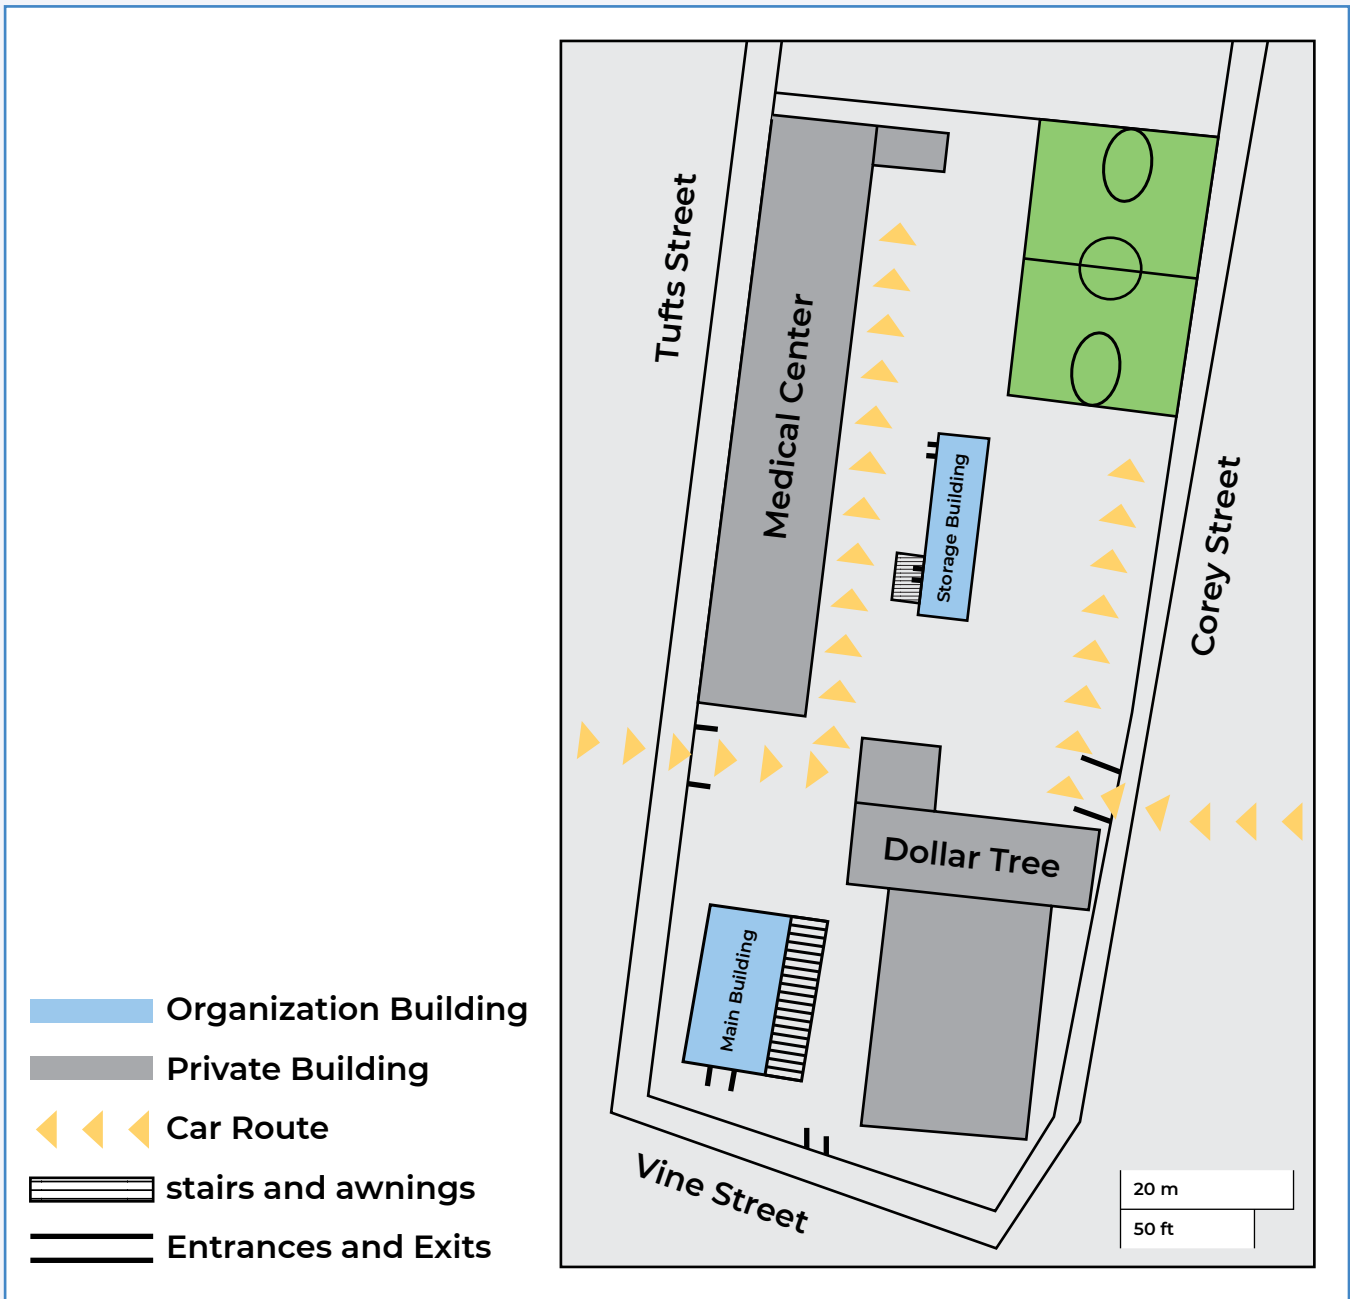 Tufts Street
Medical Center
Storage Building
Corey Street
Dollar Tree
Main Building
Vine Street
Organization Building
Private Building
Car Route
stairs and awnings
Entrances and Exits
20 m
50 ft